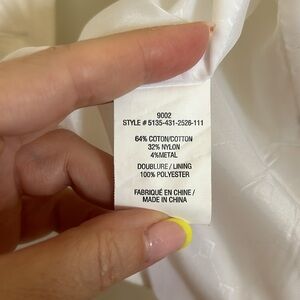 9002
STYLE # 5135-431-2526-111
64% COTON/COTTON
32% NYLON
4%METAL
DOUBLURE / LINING
100% POLYESTER
FABRIQUÉ EN CHINE /
MADE IN CHINA